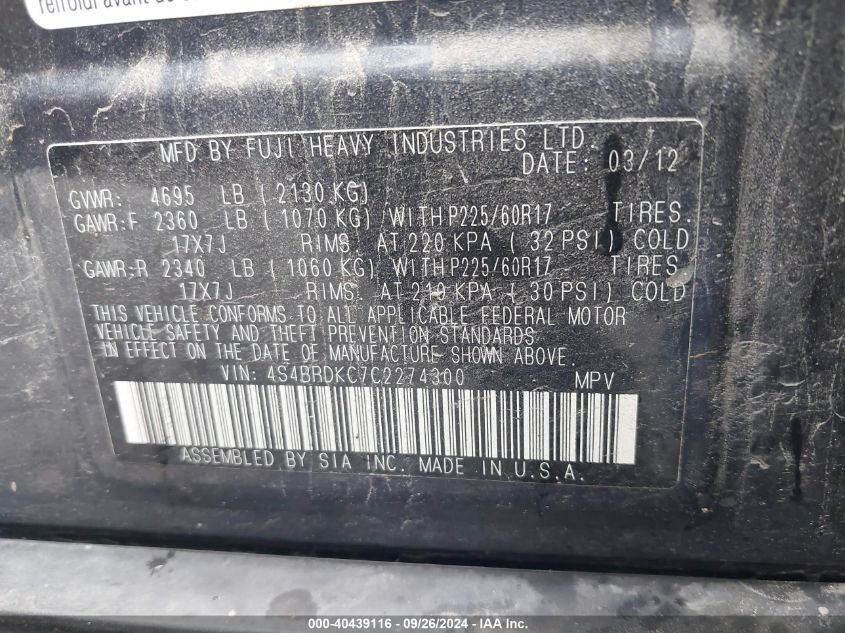 refroidi avant de
MFD BY FUJI HEAVY INDUSTRIES LTD.
DATE: 03/12
GVWR: 4695 LB (2130 KG)
GAWR:F 2360 LB (1070 KG) WITH P225/60R17 TIRES.
17X7J RIMS AT 220 KPA ( 32 PSI) COLD
GAWR:R 2340 LB (1060 KG) WITH P225/60R17 TIRES
17X7J RIMS. AT 210 KPA ( 30 PSI) COLD
THIS VEHICLE CONFORMS TO ALL APPLICABLE FEDERAL MOTOR
VEHICLE SAFETY AND THEFT PREVENTION STANDARDS
IN EFFECT ON THE DATE OF MANUFACTURE SHOWN ABOVE.
VIN: 4S4BRDKC7C2274300 MPV
ASSEMBLED BY SIA INC. MADE IN U.S.A.
000-40439116 - 09/26/2024 - IAAI.COM